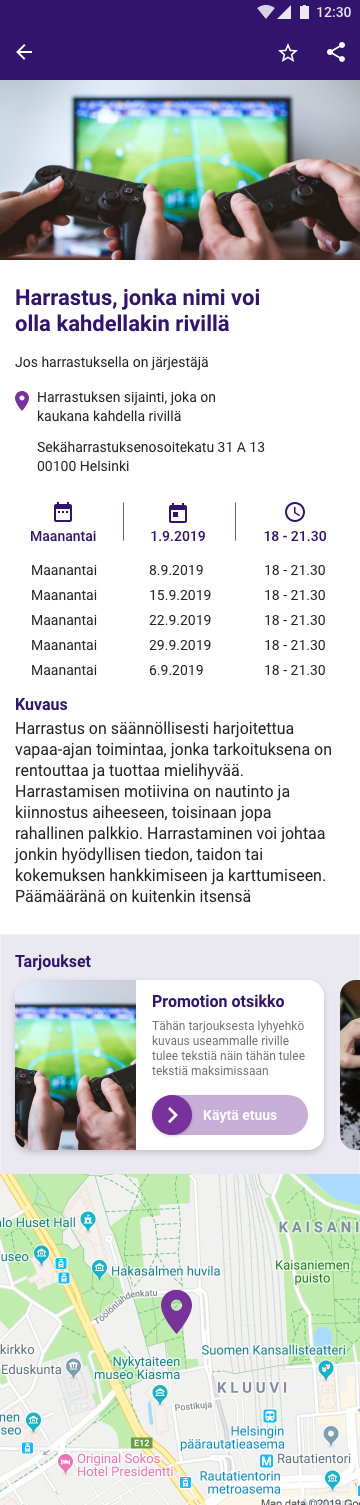 12:30
Harrastus, jonka nimi voi
olla kahdellakin rivillä
Jos harrastuksella on järjestäjä
Harrastuksen sijainti, joka on
kaukana kahdella rivillä
Sekäharrastuksenosoitekatu 31 A 13
00100 Helsinki
Maanantai 1.9.2019 18 - 21.30
Maanantai 8.9.2019 18 - 21.30
Maanantai 15.9.2019 18 - 21.30
Maanantai 22.9.2019 18 - 21.30
Maanantai 29.9.2019 18 - 21.30
Maanantai 6.9.2019 18 - 21.30
Kuvaus
Harrastus on säännöllisesti harjoitettua
vapaa-ajan toimintaa, jonka tarkoituksena on
rentouttaa ja tuottaa mielihyvää.
Harrastamisen motiivina on nautinto ja
kiinnostus aiheeseen, toisinaan jopa
rahallinen palkkio. Harrastaminen voi johtaa
jonkin hyödyllisen tiedon, taidon tai
kokemuksen hankkimiseen ja karttumiseen.
Päämääränä on kuitenkin itsensä
Tarjoukset
Promotion otsikko
Tähän tarjouksesta lyhyehkö
kuvaus useammalle riville
tulee tekstiä näin tähän tulee
tekstiä maksimissaan
Käytä etuus
alo Huset Hall
KAISANI
useo
Hakasalmen huvila
Kaisaniemen
puisto
Töölönlahdenkatu
kirkko
Eduskunta
Suomen Kansallisteatteri
Nykytaiteen
museo Kiasma
KLUUVI
Postikuja
nen
seo
Helsingin
päärautatieasema
E12
Rautatientori
Original Sokos
Hotel Presidentti
Rautatientorin
metroasema
Map data ©2019 G